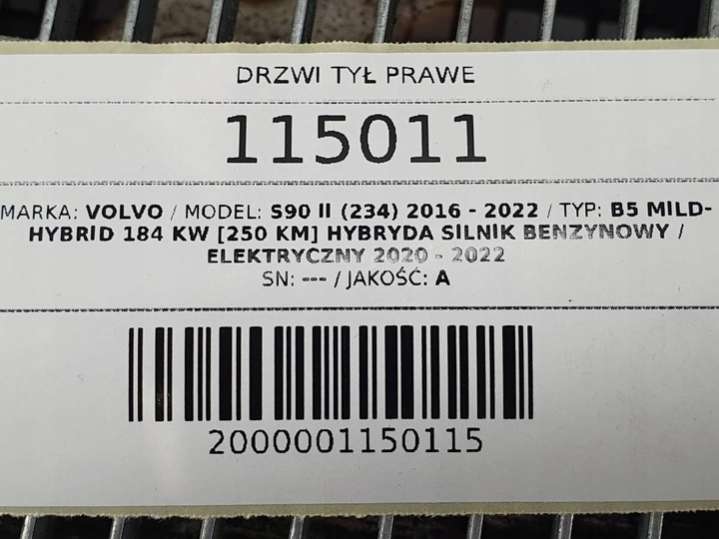 DRZWI TYŁ PRAWE
115011
MARKA: VOLVO / MODEL: S90 II (234) 2016 - 2022 / TYP: B5 MILD-
HYBRID 184 KW [250 KM] HYBRYDA SILNIK BENZYNOWY /
ELEKTRYCZNY 2020 - 2022
SN: --- / JAKOŚĆ: A
2000001150115